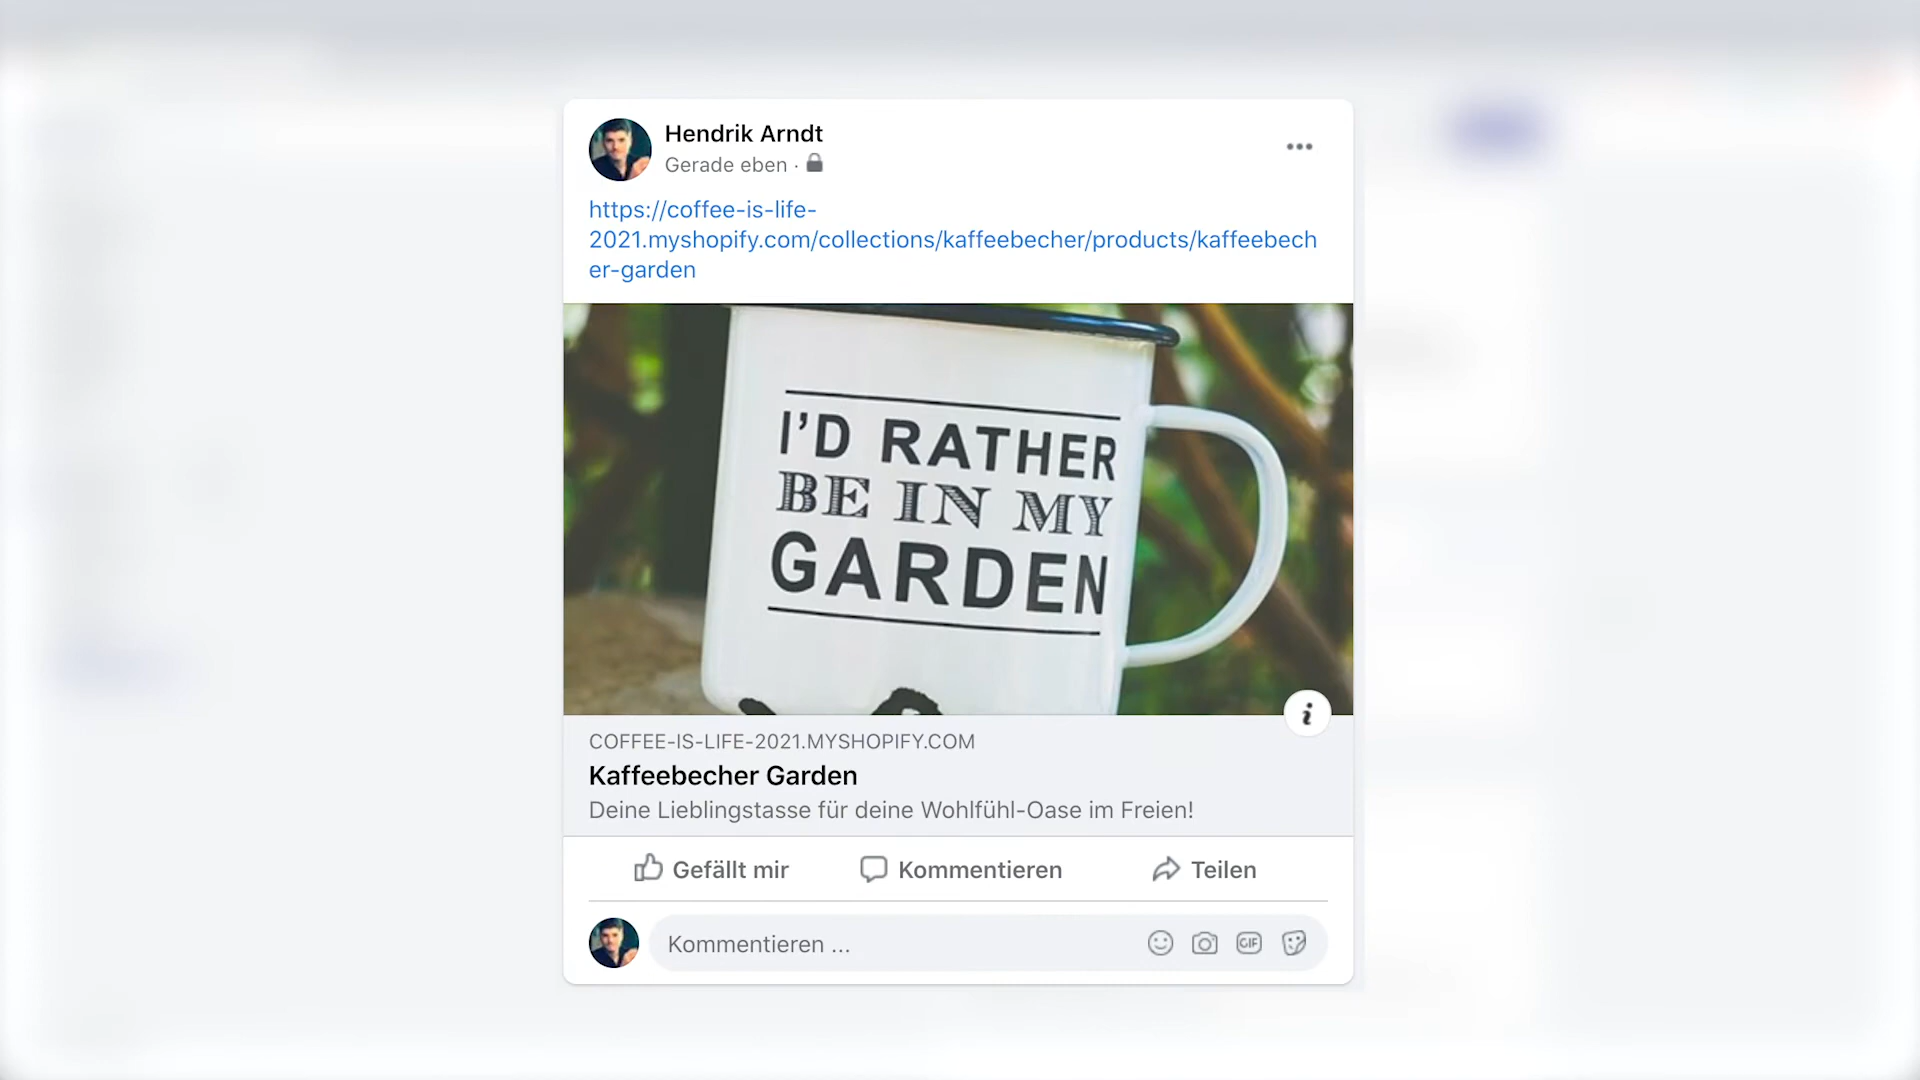 Hendrik Arndt
Gerade eben ·
https://coffee-is-life-
2021.myshopify.com/collections/kaffeebecher/products/kaffeebech
er-garden
I'D RATHER
BE IN MY
GARDEN
COFFEE-IS-LIFE-2021.MYSHOPIFY.COM
Kaffeebecher Garden
Deine Lieblingstasse für deine Wohlfühl-Oase im Freien!
Gefällt mir Kommentieren Teilen
Kommentieren ... GIF